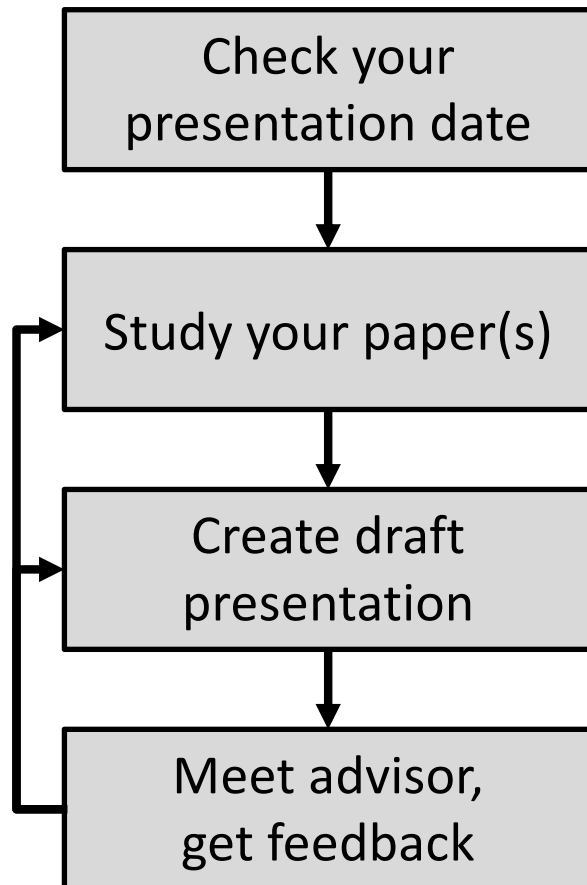 Check your
presentation date
Study your paper(s)
Create draft
presentation
Meet advisor,
get feedback